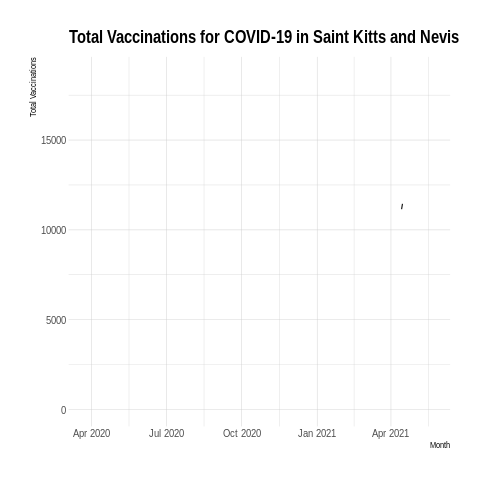 Total Vaccinations for COVID-19 in Saint Kitts and Nevis
Total Vaccinations
15000
10000
5000
0
Apr 2020 Jul 2020 Oct 2020 Jan 2021 Apr 2021
Month